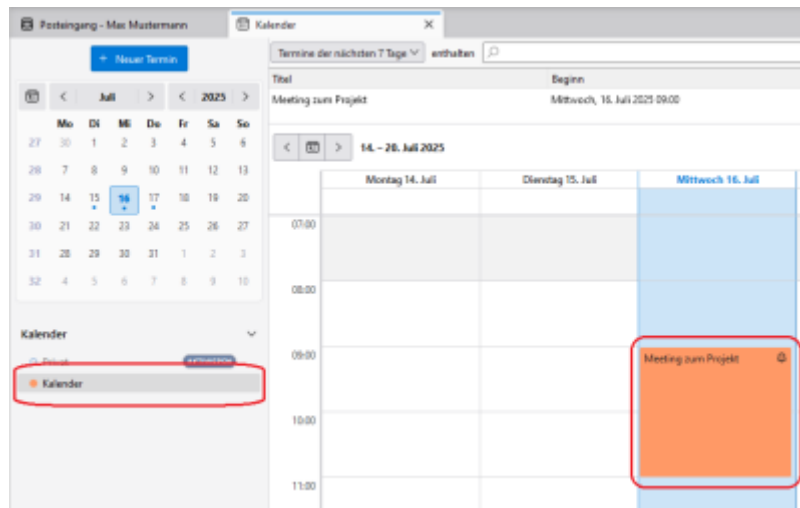 Posteingang - Max Mustermann
Kalender
+ Neuer Termin
Termine der nächsten 7 Tage
enthalten
Titel
Beginn
Meeting zum Projekt
Mittwoch, 16. Juli 2025 09:00
Juli
2025
Mo Di Mi Do Fr Sa So
27 30 1 2 3 4 5 6
28 7 8 9 10 11 12 13
29 14 15 16 17 18 19 20
30 21 22 23 24 25 26 27
31 28 29 30 31 1 2 3
32 4 5 6 7 8 9 10
Kalender
Privat
Kalender
14. – 20. Juli 2025
Montag 14. Juli
Dienstag 15. Juli
Mittwoch 16. Juli
07:00
08:00
09:00
Meeting zum Projekt
10:00
11:00